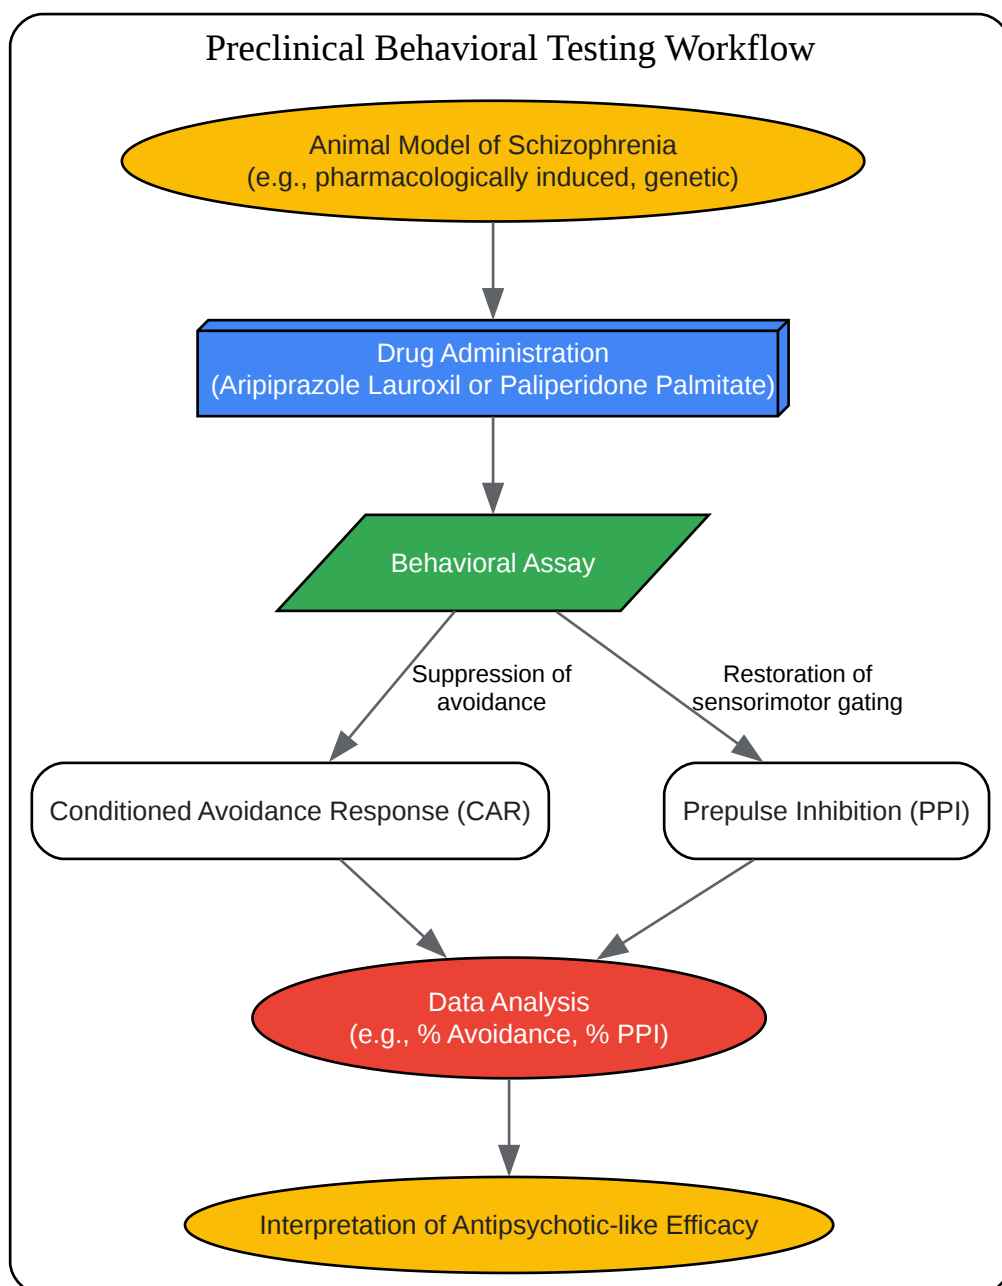 Preclinical Behavioral Testing Workflow
Animal Model of Schizophrenia
(e.g., pharmacologically induced, genetic)
Drug Administration
(Aripiprazole Lauroxil or Paliperidone Palmitate)
Behavioral Assay
Suppression of
avoidance
Restoration of
sensorimotor gating
Conditioned Avoidance Response (CAR)
Prepulse Inhibition (PPI)
Data Analysis
(e.g., % Avoidance, % PPI)
Interpretation of Antipsychotic-like Efficacy